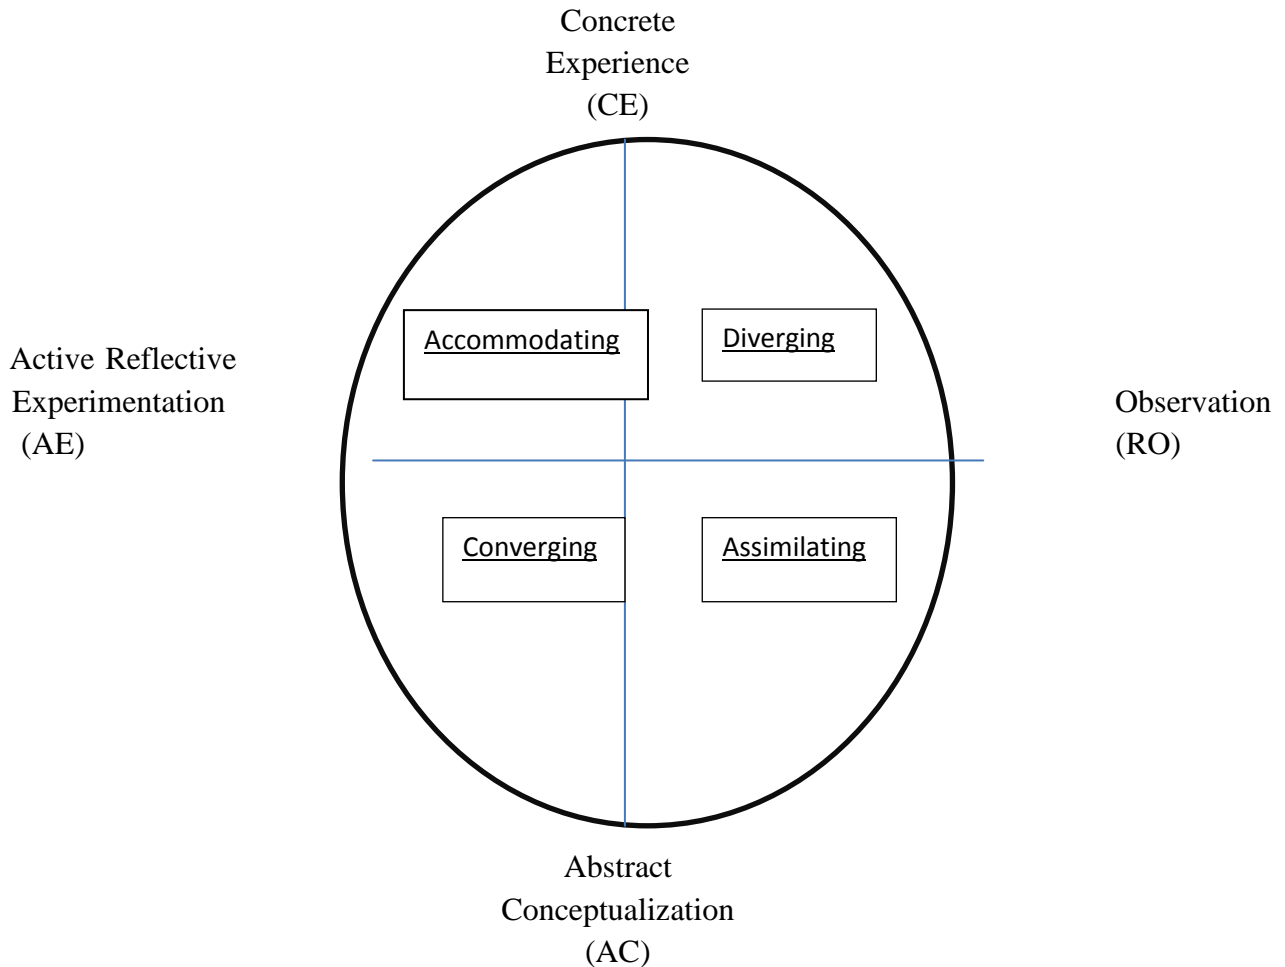 Concrete
Experience
(CE)
Accommodating
Diverging
Active Reflective
Experimentation
(AE)
Observation
(RO)
Converging
Assimilating
Abstract
Conceptualization
(AC)